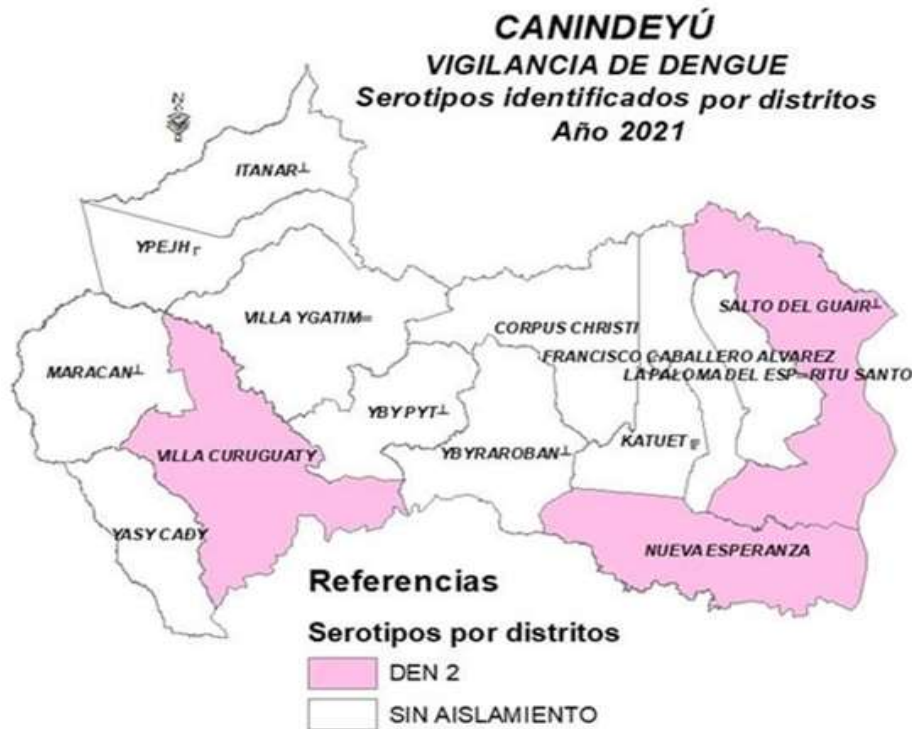 CANINDEYÚ
VIGILANCIA DE DENGUE
Serotipos identificados por distritos
Año 2021
N
ITANAR┴
YPEJH┌
VILLA YGATIM═
SALTO DEL GUAIR┴
CORPUS CHRISTI
FRANCISCO CABALLERO ALVAREZ
LA PALOMA DEL ESP═RITU SANTO
MARACAN┴
YBY PYT┴
KATUET╔
VILLA CURUGUATY
YBYRAROBAN┴
YASY CAÐY
NUEVA ESPERANZA
Referencias
Serotipos por distritos
DEN 2
SIN AISLAMIENTO